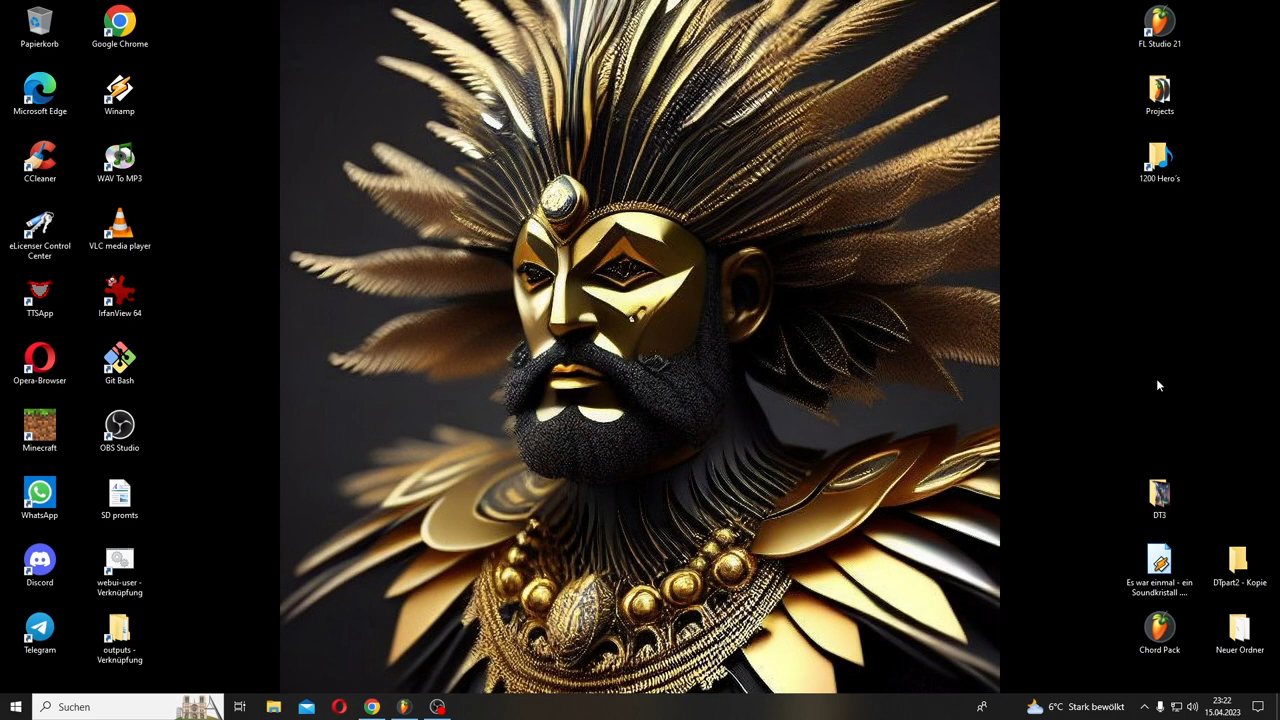 Papierkorb
Google Chrome
FL Studio 21
Microsoft Edge
Winamp
Projects
CCleaner
WAV To MP3
1200 Hero´s
eLicenser Control
Center
VLC media player
TTSApp
IrfanView 64
Opera-Browser
Git Bash
Minecraft
OBS Studio
WhatsApp
SD promts
DT3
Discord
webui-user -
Verknüpfung
Es war einmal - ein
Soundkristall ....
DTpart2 - Kopie
Telegram
outputs -
Verknüpfung
Chord Pack
Neuer Ordner
Suchen
6°C Stark bewölkt
23:22
15.04.2023